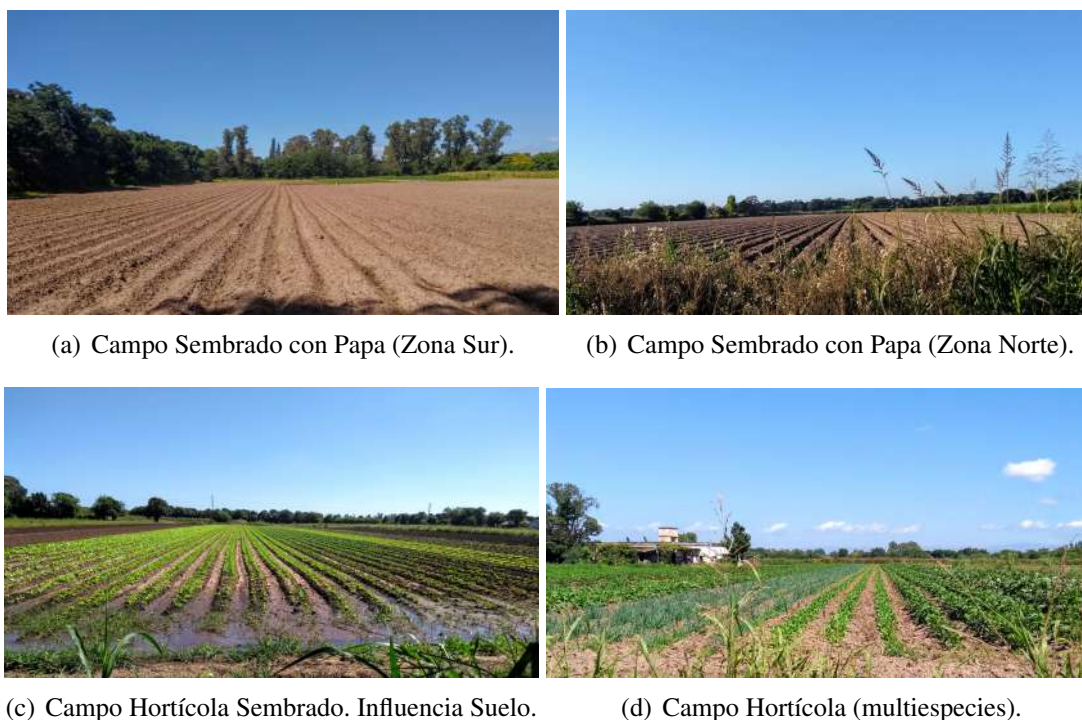 (a) Campo Sembrado con Papa (Zona Sur).
(b) Campo Sembrado con Papa (Zona Norte).
(c) Campo Hortícola Sembrado. Influencia Suelo.
(d) Campo Hortícola (multiespecies).